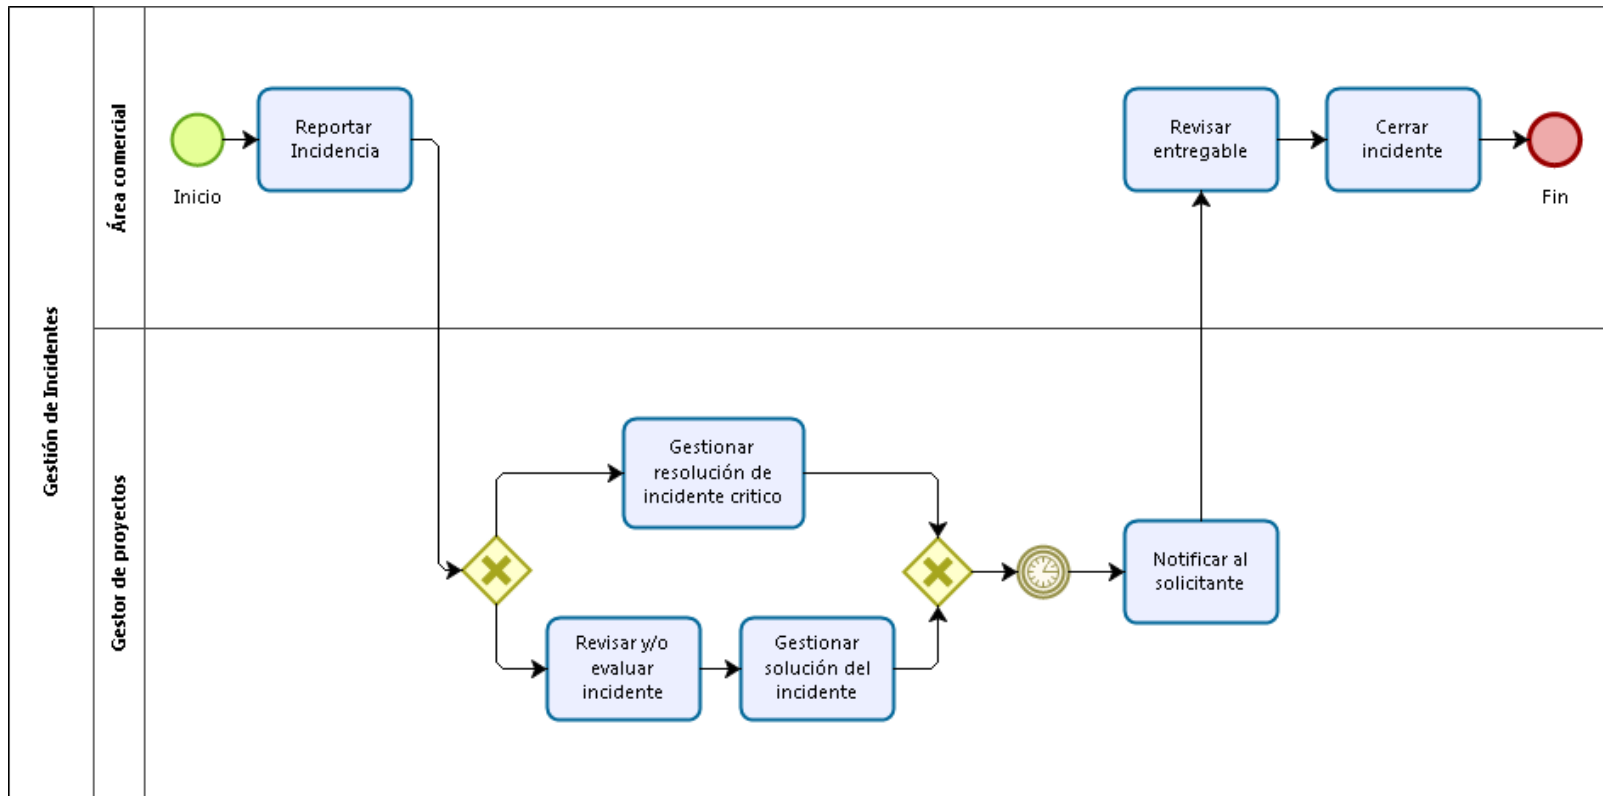 Gestión de Incidentes
Área comercial
Inicio
Reportar
Incidencia
Revisar
entregable
Cerrar
incidente
Fin
Gestor de proyectos
Gestionar
resolución de
incidente critico
Revisar y/o
evaluar
incidente
Gestionar
solución del
incidente
Notificar al
solicitante